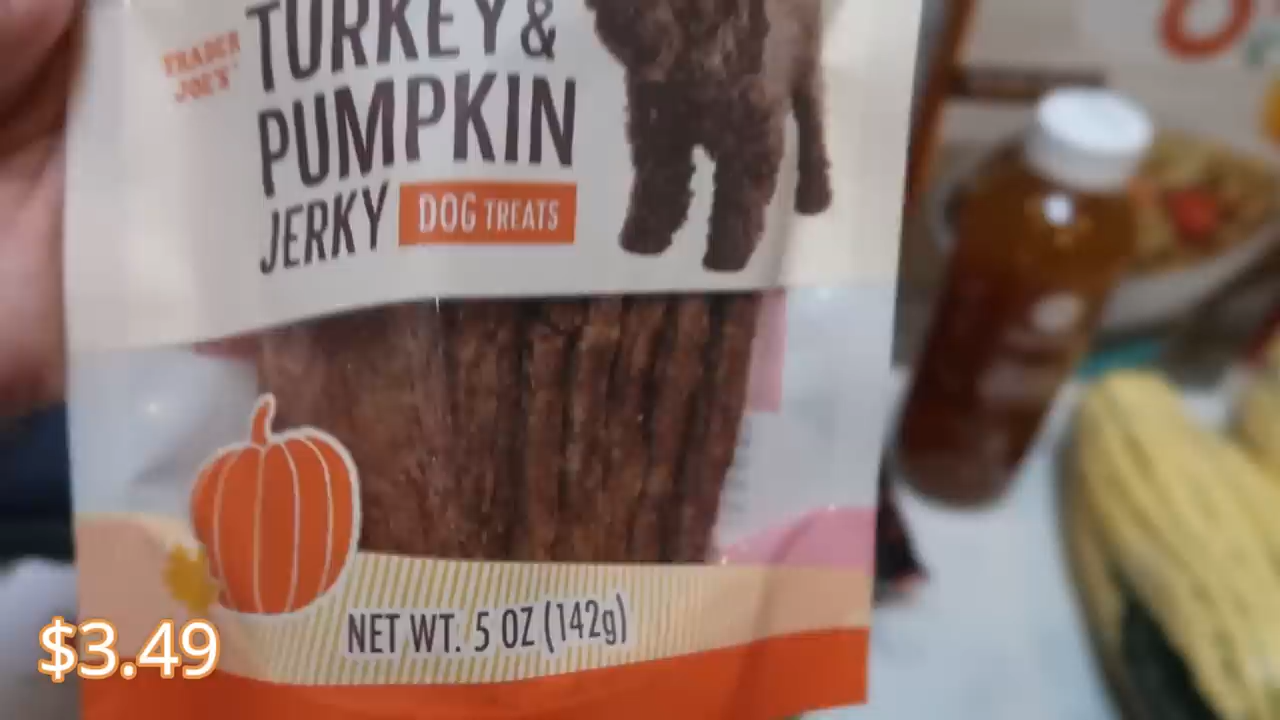 TRADER
JOE'S
TURKEY &
PUMPKIN
JERKY
DOG TREATS
NET WT. 5 OZ (142g)
$3.49